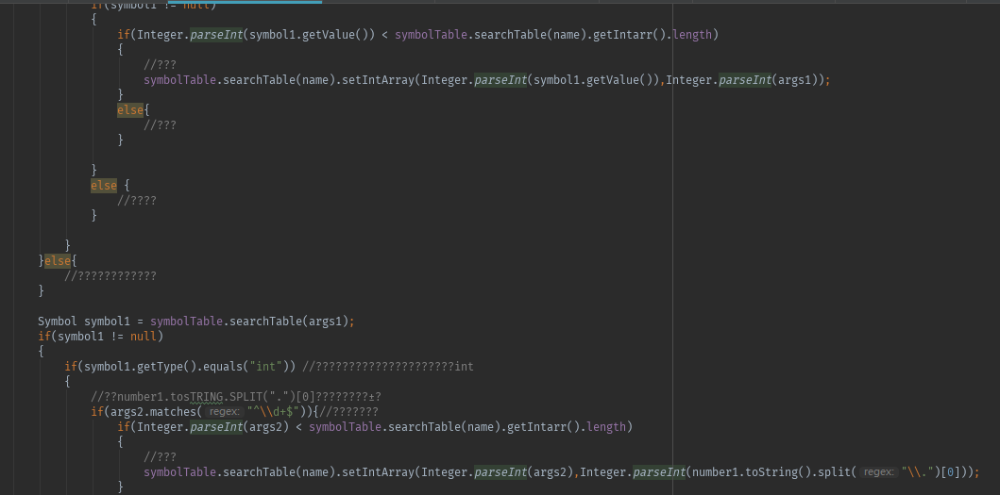 if(symbol1 != null)
{
if(Integer.parseInt(symbol1.getValue()) < symbolTable.searchTable(name).getIntarr().length)
{
//???
symbolTable.searchTable(name).setIntArray(Integer.parseInt(symbol1.getValue()),Integer.parseInt(args1));
}
else{
//???
}
}
else {
//????
}
}
}else{
//????????????
}
Symbol symbol1 = symbolTable.searchTable(args1);
if(symbol1 != null)
{
if(symbol1.getType().equals("int")) //?????????????????????int
{
//??number1.tosTRING.SPLIT(".")[0]????????±?
if(args2.matches( regex: "^\\d+$")){//???????
if(Integer.parseInt(args2) < symbolTable.searchTable(name).getIntarr().length)
{
//???
symbolTable.searchTable(name).setIntArray(Integer.parseInt(args2),Integer.parseInt(number1.toString().split( regex: "\\.")[0]));
}